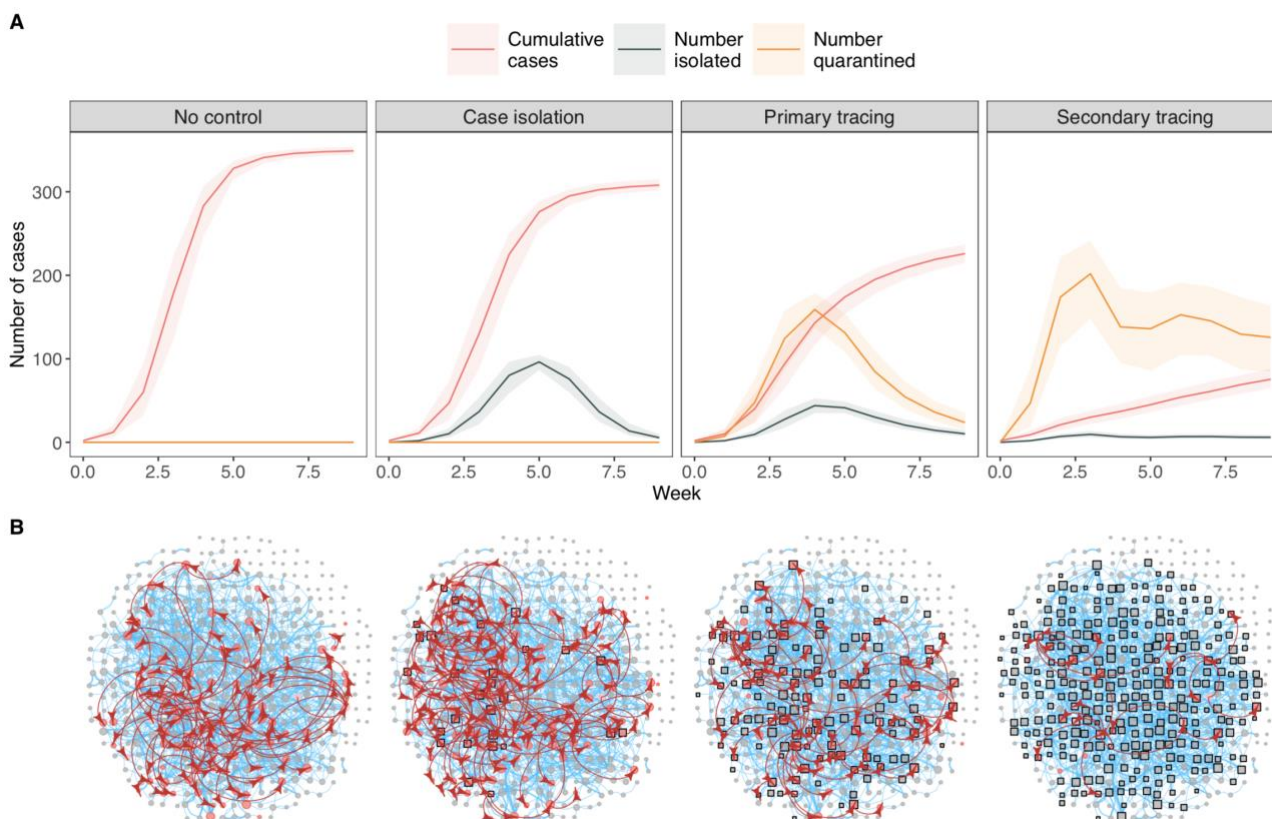 A
Cumulative cases
Number isolated
Number quarantined
No control
Case isolation
Primary tracing
Secondary tracing
Number of cases
300
200
100
0
0.0 2.5 5.0 7.5
0.0 2.5 5.0 7.5
0.0 2.5 5.0 7.5
0.0 2.5 5.0 7.5
Week
B